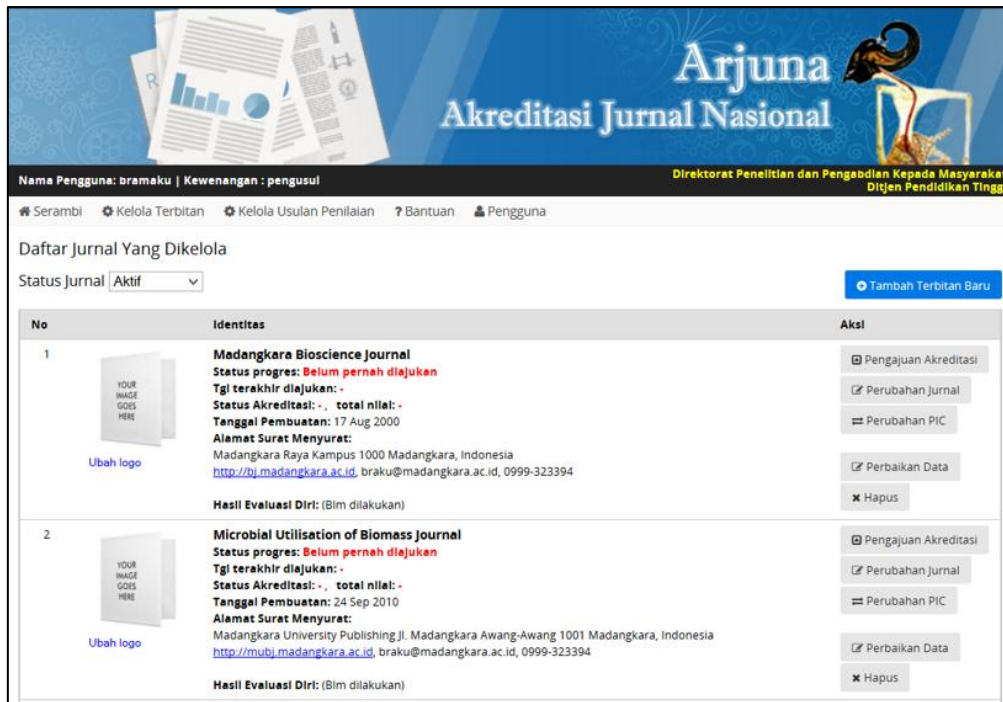 Arjuna
Akreditasi Jurnal Nasional
Nama Pengguna: bramaku | Kewenangan : pengusul
Direktorat Penelitian dan Pengabdian Kepada Masyaraka
Ditjen Pendidikan Tingg
Serambi Kelola Terbitan Kelola Usulan Penilaian ? Bantuan Pengguna
Daftar Jurnal Yang Dikelola
Status Jurnal Aktif
Tambah Terbitan Baru
No Identitas Aksi
1
YOUR
IMAGE
GOES
HERE
Ubah logo
Madangkara Bioscience Journal
Status progres: Belum pernah diajukan
Tgl terakhir diajukan: -
Status Akreditasi: - , total nilai: -
Tanggal Pembuatan: 17 Aug 2000
Alamat Surat Menyurat:
Madangkara Raya Kampus 1000 Madangkara, Indonesia
http://bj.madangkara.ac.id, braku@madangkara.ac.id, 0999-323394
Hasil Evaluasi Diri: (Blm dilakukan)
Pengajuan Akreditasi
Perubahan Jurnal
Perubahan PIC
Perbaikan Data
Hapus
2
YOUR
IMAGE
GOES
HERE
Ubah logo
Microbial Utilisation of Biomass Journal
Status progres: Belum pernah diajukan
Tgl terakhir diajukan: -
Status Akreditasi: - , total nilai: -
Tanggal Pembuatan: 24 Sep 2010
Alamat Surat Menyurat:
Madangkara University Publishing Jl. Madangkara Awang-Awang 1001 Madangkara, Indonesia
http://mubj.madangkara.ac.id, braku@madangkara.ac.id, 0999-323394
Hasil Evaluasi Diri: (Blm dilakukan)
Pengajuan Akreditasi
Perubahan Jurnal
Perubahan PIC
Perbaikan Data
Hapus